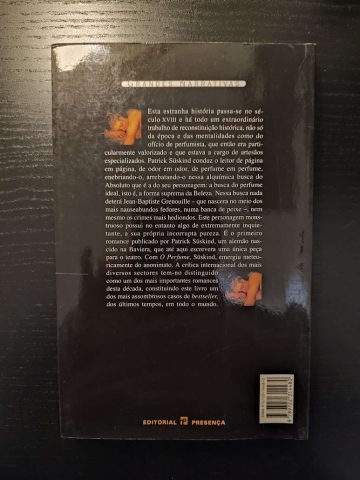 GRANDES NARRATIVAS
Esta estranha história passa-se no sé-
culo XVIII e há todo um extraordinário
trabalho de reconstituição histórica, não só
da época e das mentalidades como do
ofício de perfumista, que então era parti-
cularmente valorizado e que estava a cargo de artesãos
especializados. Patrick Süskind conduz o leitor de página
em página, de odor em odor, de perfume em perfume,
enebriando-o, arrebatando-o nessa alquímica busca do
Absoluto que é a do seu personagem: a busca do perfume
ideal, isto é, a forma suprema da Beleza. Nessa busca nada
deterá Jean-Baptiste Grenouille – que nascera no meio dos
mais nauseabundos fedores, numa banca de peixe –, nem
mesmo os crimes mais hediondos. Este personagem mons-
truoso possui no entanto algo de extremamente inquie-
tante, a sua própria incorrupta pureza. É o primeiro
romance publicado por Patrick Süskind, um alemão nas-
cido na Baviera, que até aqui escrevera uma única peça
para o teatro. Com O Perfume, Süskind, emergiu meteo-
ricamente do anonimato. A crítica internacional dos mais
diversos sectores tem-no distinguido
como um dos mais importantes romances
desta década, constituindo este livro um
dos mais assombrosos casos de bestseller,
dos últimos tempos, em todo o mundo.
EDITORIAL P PRESENÇA